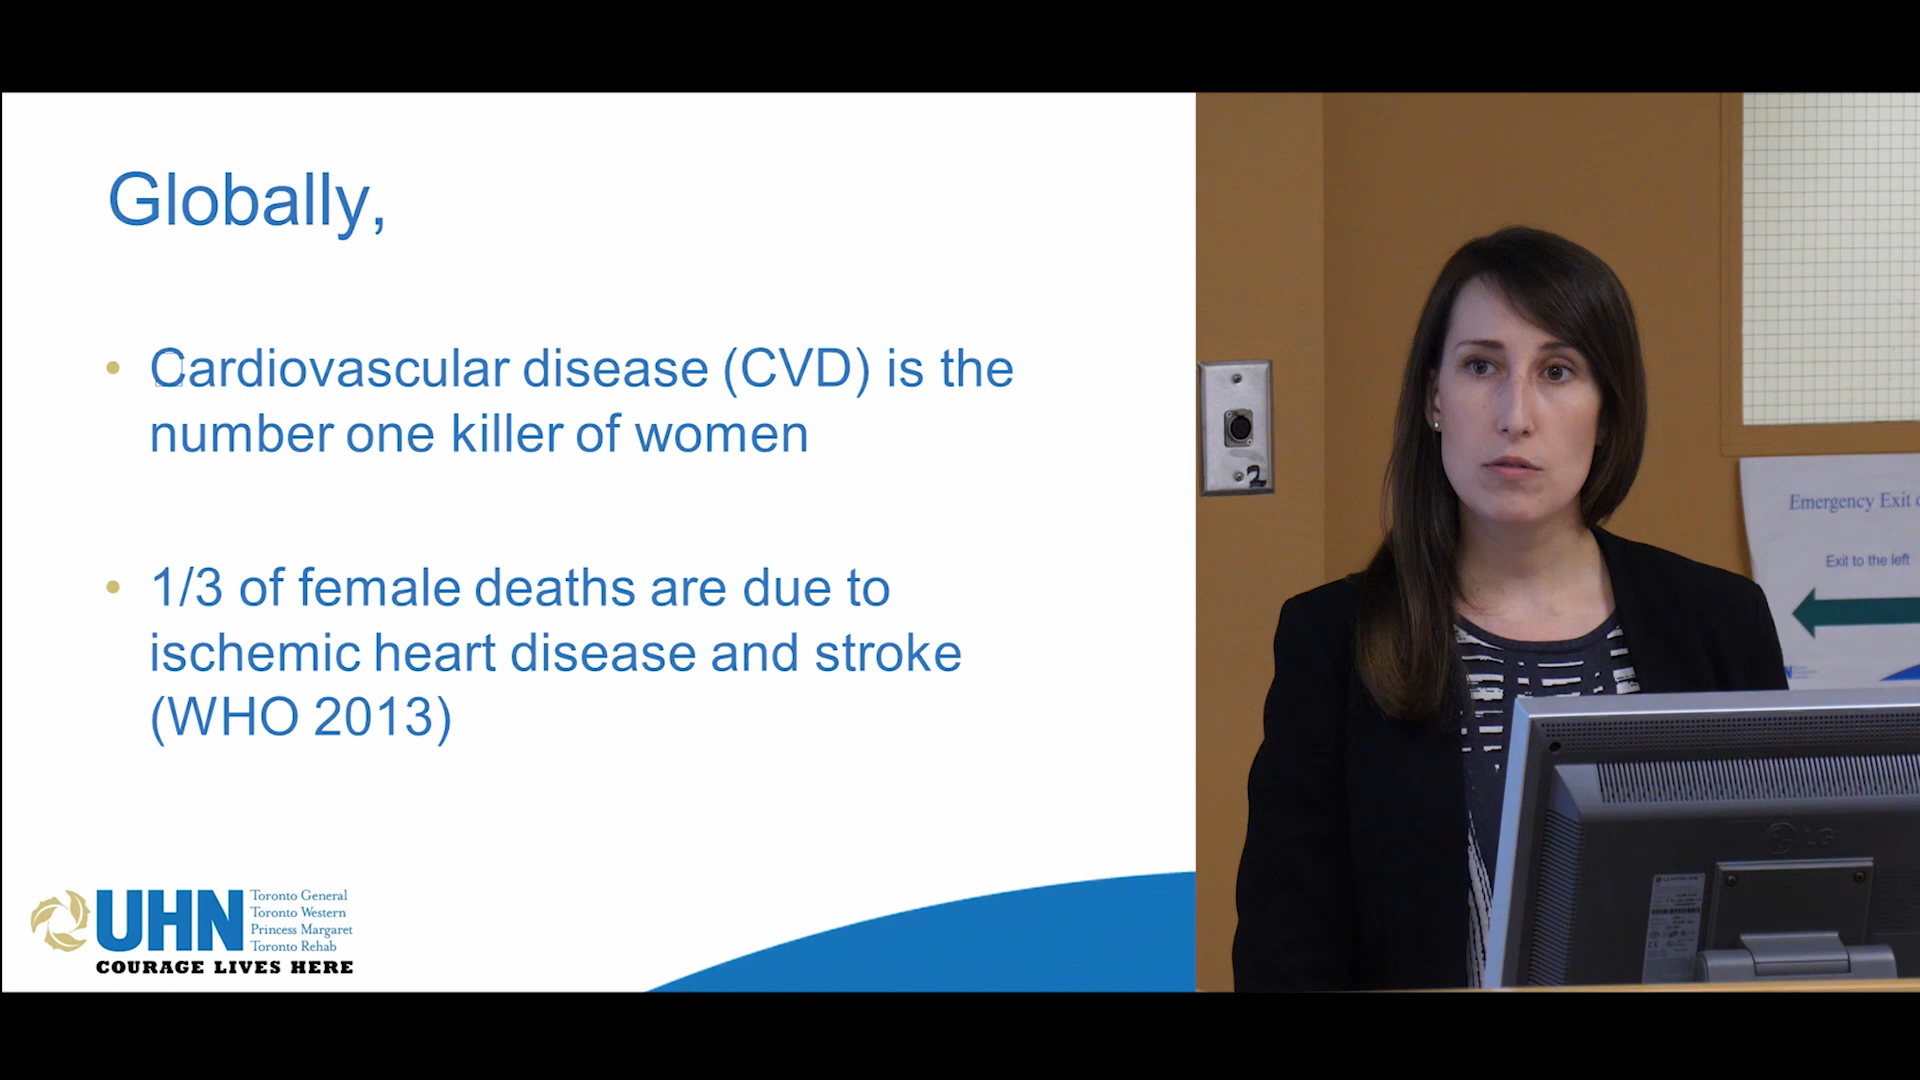 Globally,
• Cardiovascular disease (CVD) is the
number one killer of women
• 1/3 of female deaths are due to
ischemic heart disease and stroke
(WHO 2013)
UHN
Toronto General
Toronto Western
Princess Margaret
Toronto Rehab
COURAGE LIVES HERE
2
Emergency Exit
Exit to the left
LG